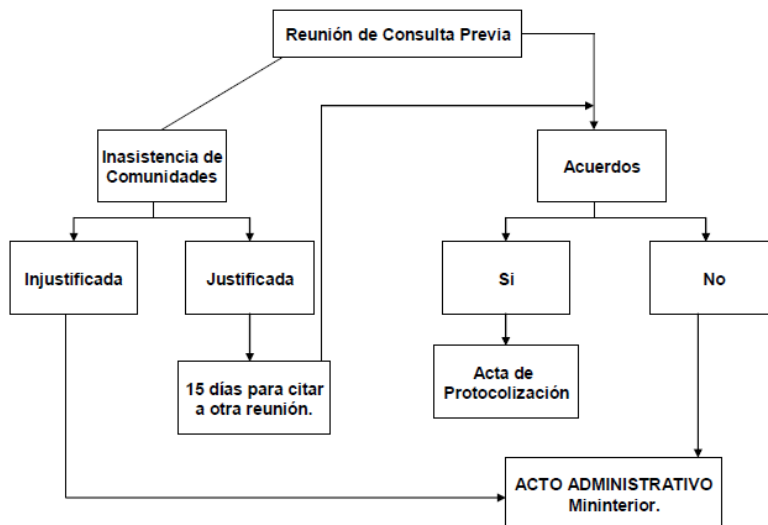 Reunión de Consulta Previa
Inasistencia de
Comunidades
Acuerdos
Injustificada
Justificada
Si
No
15 días para citar
a otra reunión.
Acta de
Protocolización
ACTO ADMINISTRATIVO
Mininterior.